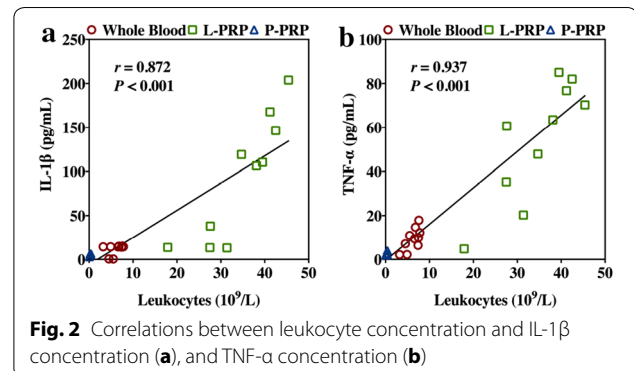 a Whole Blood L-PRP P-PRP
250
200
150
100
50
0
r = 0.872
P < 0.001
IL-1β (pg/mL)
0 10 20 30 40 50
Leukocytes (10⁹/L)
b Whole Blood L-PRP P-PRP
100
80
60
40
20
0
r = 0.937
P < 0.001
TNF-α (pg/mL)
0 10 20 30 40 50
Leukocytes (10⁹/L)
Fig. 2 Correlations between leukocyte concentration and IL-1β
concentration (a), and TNF-α concentration (b)